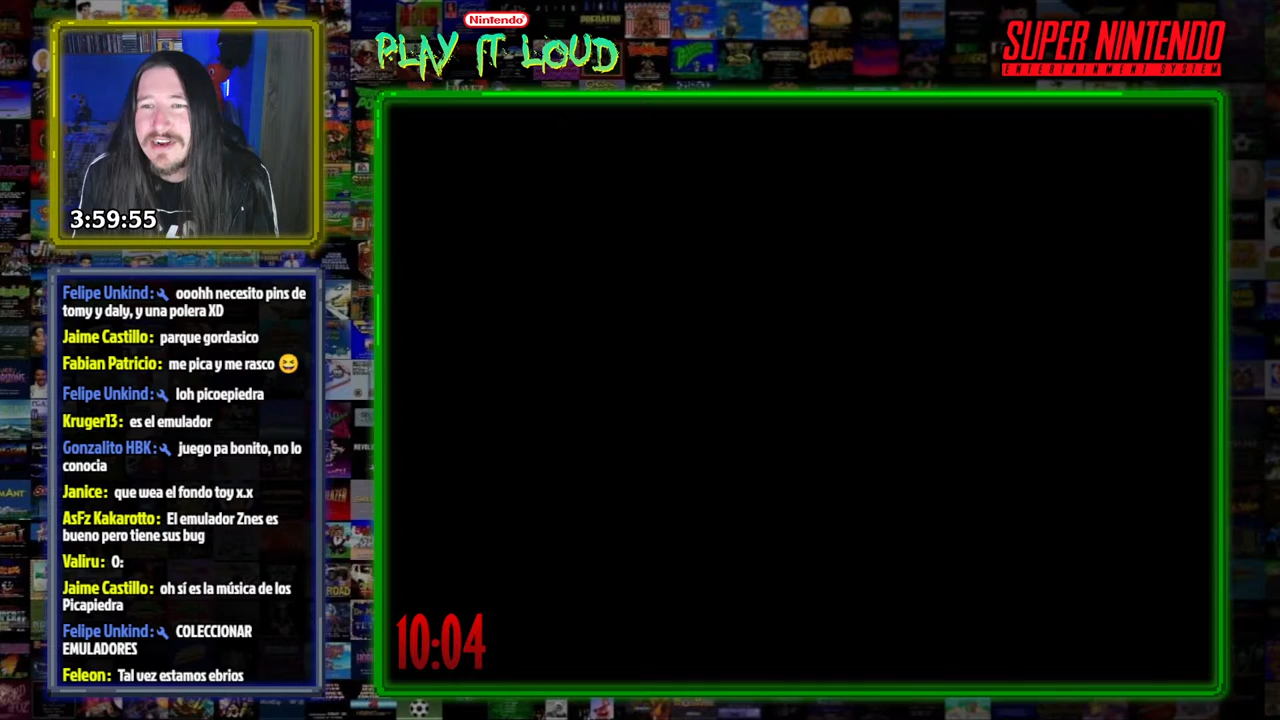 Nintendo
PLAY IT LOUD
SUPER NINTENDO
ENTERTAINMENT SYSTEM
3:59:55
Felipe Unkind: ooohh necesito pins de
tomy y daly, y una polera XD
Jaime Castillo: parque gordasico
Fabian Patricio: me pica y me rasco 😆
Felipe Unkind: loh picoepiedra
Kruger13: es el emulador
Gonzalito HBK: juego pa bonito, no lo
conocia
Janice: que wea el fondo toy x.x
AsFz Kakarotto: El emulador Znes es
bueno pero tiene sus bug
Valiru: O:
Jaime Castillo: oh sí es la música de los
Picapiedra
Felipe Unkind: COLECCIONAR
EMULADORES
Feleon: Tal vez estamos ebrios
10:04